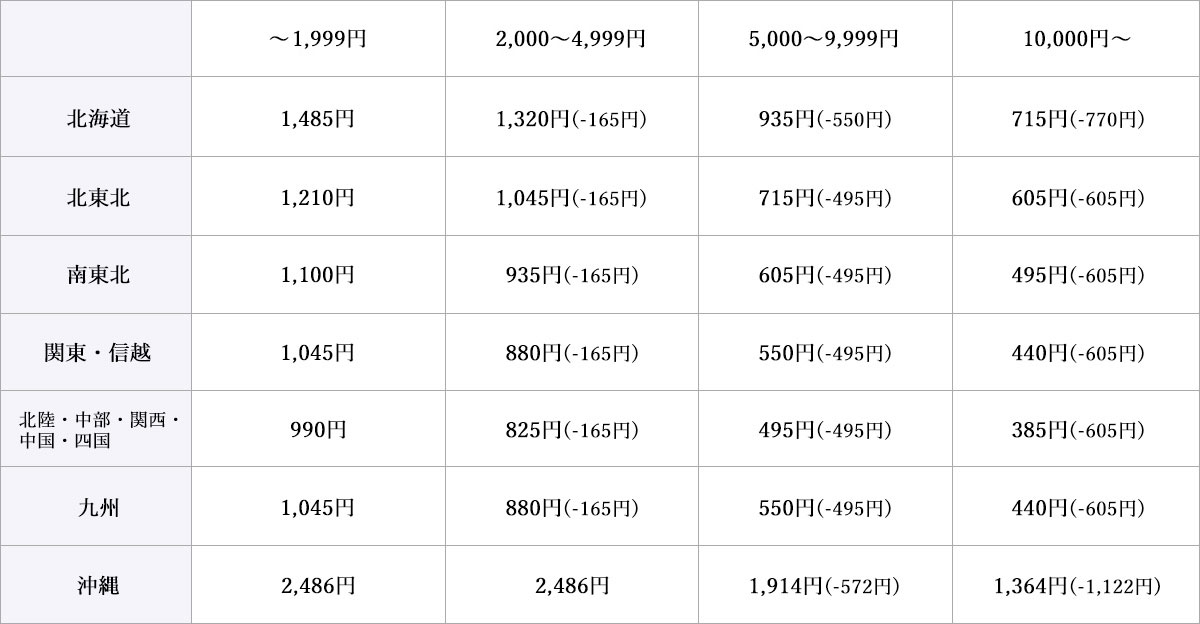 ～1,999円 2,000～4,999円 5,000～9,999円 10,000円～
北海道 1,485円 1,320円(-165円) 935円(-550円) 715円(-770円)
北東北 1,210円 1,045円(-165円) 715円(-495円) 605円(-605円)
南東北 1,100円 935円(-165円) 605円(-495円) 495円(-605円)
関東・信越 1,045円 880円(-165円) 550円(-495円) 440円(-605円)
北陸・中部・関西・
中国・四国 990円 825円(-165円) 495円(-495円) 385円(-605円)
九州 1,045円 880円(-165円) 550円(-495円) 440円(-605円)
沖縄 2,486円 2,486円 1,914円(-572円) 1,364円(-1,122円)